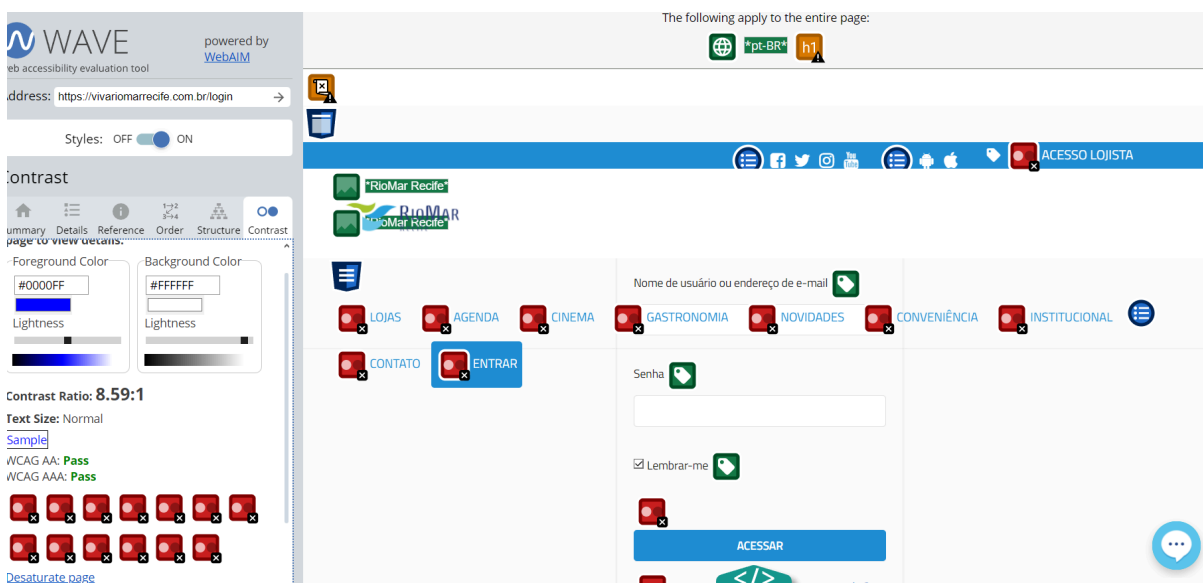 The following apply to the entire page:
*pt-BR* h1
WAVE
powered by
WebAIM
web accessibility evaluation tool
Address: https://vivariomarrecife.com.br/login
Styles: OFF ON
Contrast
Summary Details Reference Order Structure Contrast
page to view details.
Foreground Color Background Color
#0000FF #FFFFFF
Lightness Lightness
Contrast Ratio: 8.59:1
Text Size: Normal
Sample
WCAG AA: Pass
WCAG AAA: Pass
Desaturate page
You Tube
ACESSO LOJISTA
*RioMar Recife*
RIOMAR
*RioMar Recife*
Nome de usuário ou endereço de e-mail
LOJAS AGENDA CINEMA GASTRONOMIA NOVIDADES CONVENIÊNCIA INSTITUCIONAL
CONTATO ENTRAR
Senha
Lembrar-me
ACESSAR